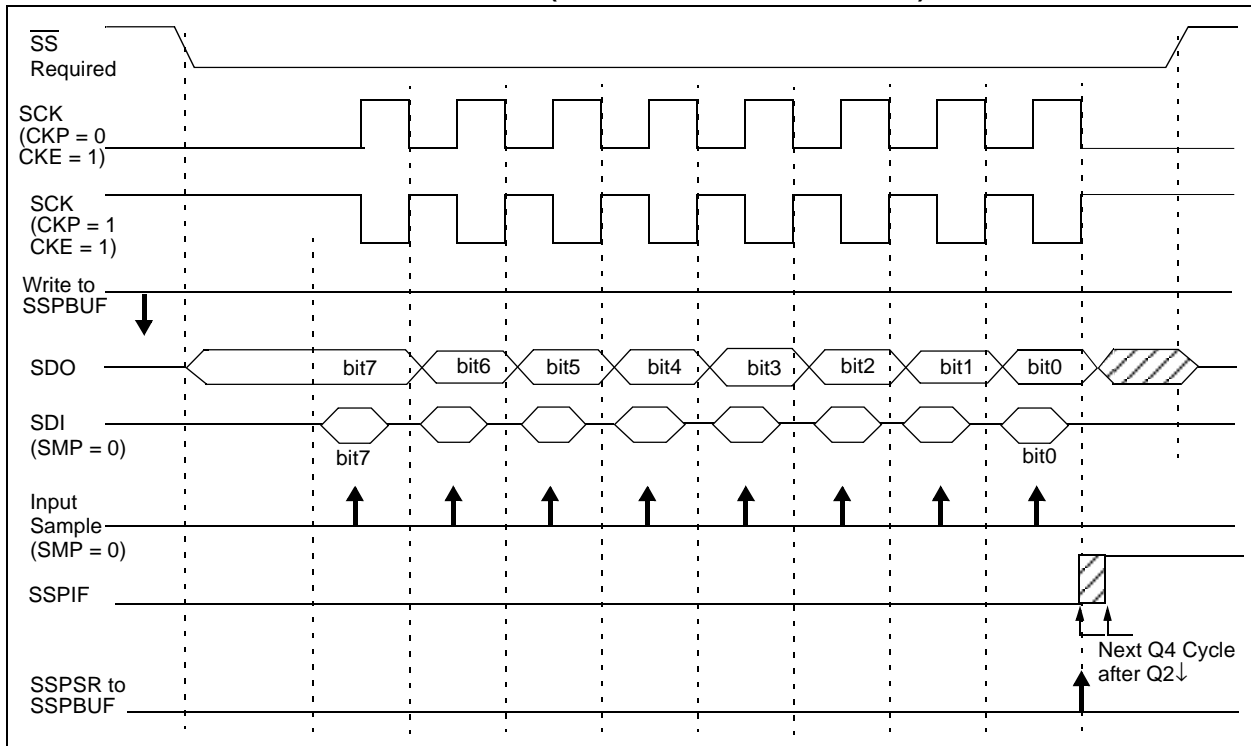 SS
Required
SCK
(CKP = 0
CKE = 1)
SCK
(CKP = 1
CKE = 1)
Write to
SSPBUF
SDO
bit7 bit6 bit5 bit4 bit3 bit2 bit1 bit0
SDI
(SMP = 0)
bit7 bit0
Input
Sample
(SMP = 0)
SSPIF
Next Q4 Cycle
after Q2↓
SSPSR to
SSPBUF